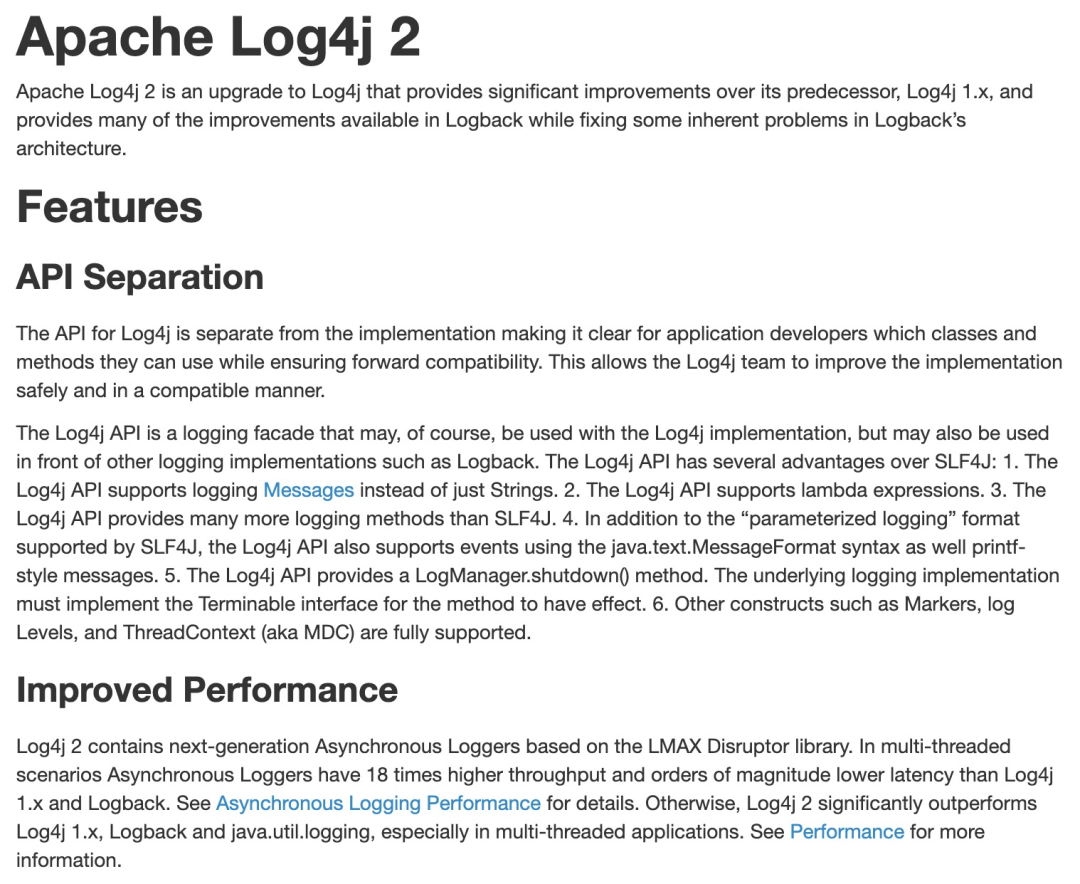 Apache Log4j 2
Apache Log4j 2 is an upgrade to Log4j that provides significant improvements over its predecessor, Log4j 1.x, and
provides many of the improvements available in Logback while fixing some inherent problems in Logback’s
architecture.
Features
API Separation
The API for Log4j is separate from the implementation making it clear for application developers which classes and
methods they can use while ensuring forward compatibility. This allows the Log4j team to improve the implementation
safely and in a compatible manner.
The Log4j API is a logging facade that may, of course, be used with the Log4j implementation, but may also be used
in front of other logging implementations such as Logback. The Log4j API has several advantages over SLF4J: 1. The
Log4j API supports logging Messages instead of just Strings. 2. The Log4j API supports lambda expressions. 3. The
Log4j API provides many more logging methods than SLF4J. 4. In addition to the “parameterized logging” format
supported by SLF4J, the Log4j API also supports events using the java.text.MessageFormat syntax as well printf-
style messages. 5. The Log4j API provides a LogManager.shutdown() method. The underlying logging implementation
must implement the Terminable interface for the method to have effect. 6. Other constructs such as Markers, log
Levels, and ThreadContext (aka MDC) are fully supported.
Improved Performance
Log4j 2 contains next-generation Asynchronous Loggers based on the LMAX Disruptor library. In multi-threaded
scenarios Asynchronous Loggers have 18 times higher throughput and orders of magnitude lower latency than Log4j
1.x and Logback. See Asynchronous Logging Performance for details. Otherwise, Log4j 2 significantly outperforms
Log4j 1.x, Logback and java.util.logging, especially in multi-threaded applications. See Performance for more
information.